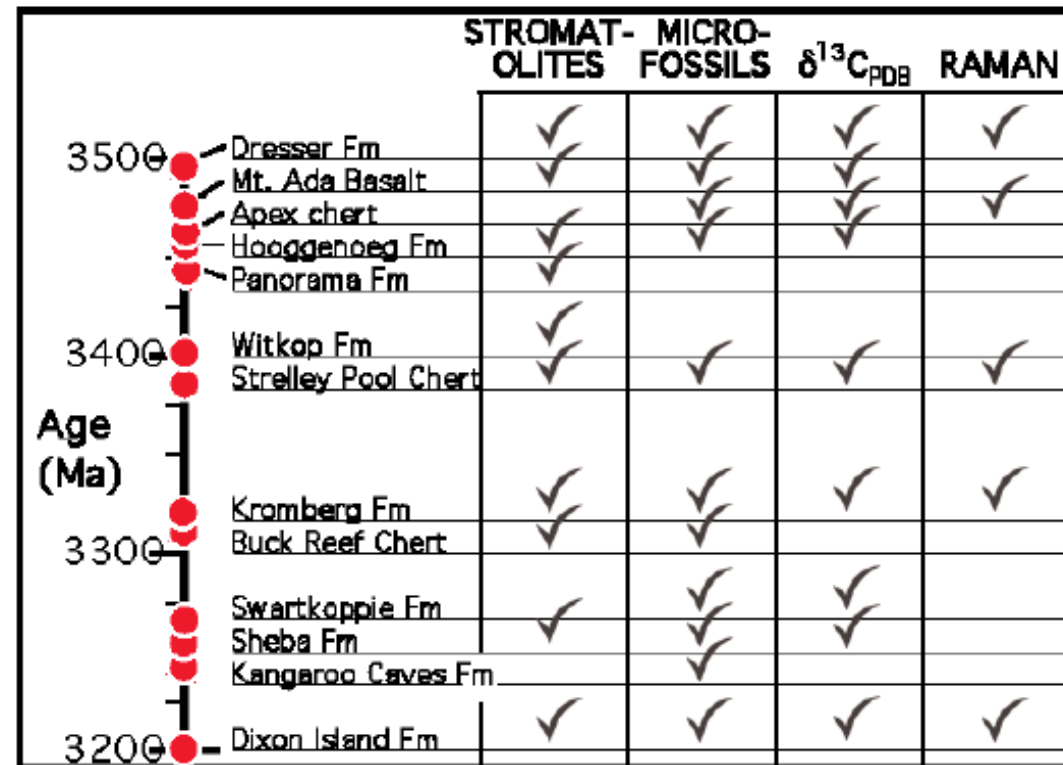 STROMAT- MICRO-
OLITES FOSSILS δ¹³C_PDB RAMAN
3500 Dresser Fm ✓ ✓ ✓ ✓
Mt. Ada Basalt ✓ ✓ ✓
Apex chert ✓ ✓ ✓
Hooggenoeg Fm ✓ ✓ ✓
Panorama Fm ✓
3400 Witkop Fm ✓
Strelley Pool Chert ✓ ✓ ✓ ✓
Age
(Ma)
Kromberg Fm ✓ ✓ ✓ ✓
3300 Buck Reef Chert ✓ ✓
Swartkoppie Fm ✓ ✓
Sheba Fm ✓ ✓ ✓
Kangaroo Caves Fm ✓
3200 Dixon Island Fm ✓ ✓ ✓ ✓